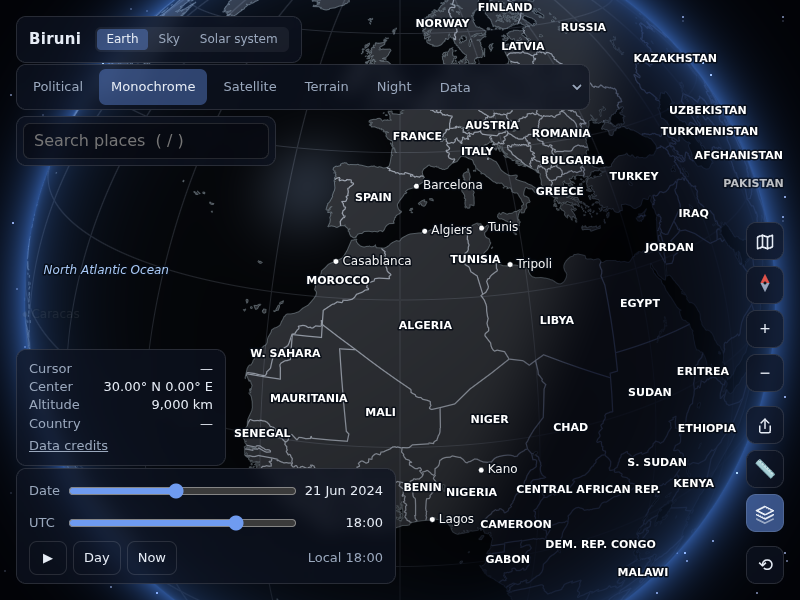 Biruni
Earth
Sky
Solar system
Political
Monochrome
Satellite
Terrain
Night
Data
Search places ( / )
FINLAND
NORWAY
RUSSIA
LATVIA
KAZAKHSTAN
UZBEKISTAN
AUSTRIA
FRANCE
ROMANIA
TURKMENISTAN
ITALY
BULGARIA
AFGHANISTAN
TURKEY
PAKISTAN
Barcelona
GREECE
SPAIN
IRAQ
Algiers
Tunis
JORDAN
Casablanca
TUNISIA
Tripoli
North Atlantic Ocean
MOROCCO
EGYPT
Caracas
ALGERIA
LIBYA
W. SAHARA
ERITREA
MAURITANIA
MALI
NIGER
SUDAN
CHAD
ETHIOPIA
SENEGAL
S. SUDAN
Kano
KENYA
BENIN
NIGERIA
CENTRAL AFRICAN REP.
Lagos
CAMEROON
DEM. REP. CONGO
GABON
MALAWI
Cursor —
Center 30.00° N 0.00° E
Altitude 9,000 km
Country —
Data credits
Date 21 Jun 2024
UTC 18:00
Day
Now
Local 18:00